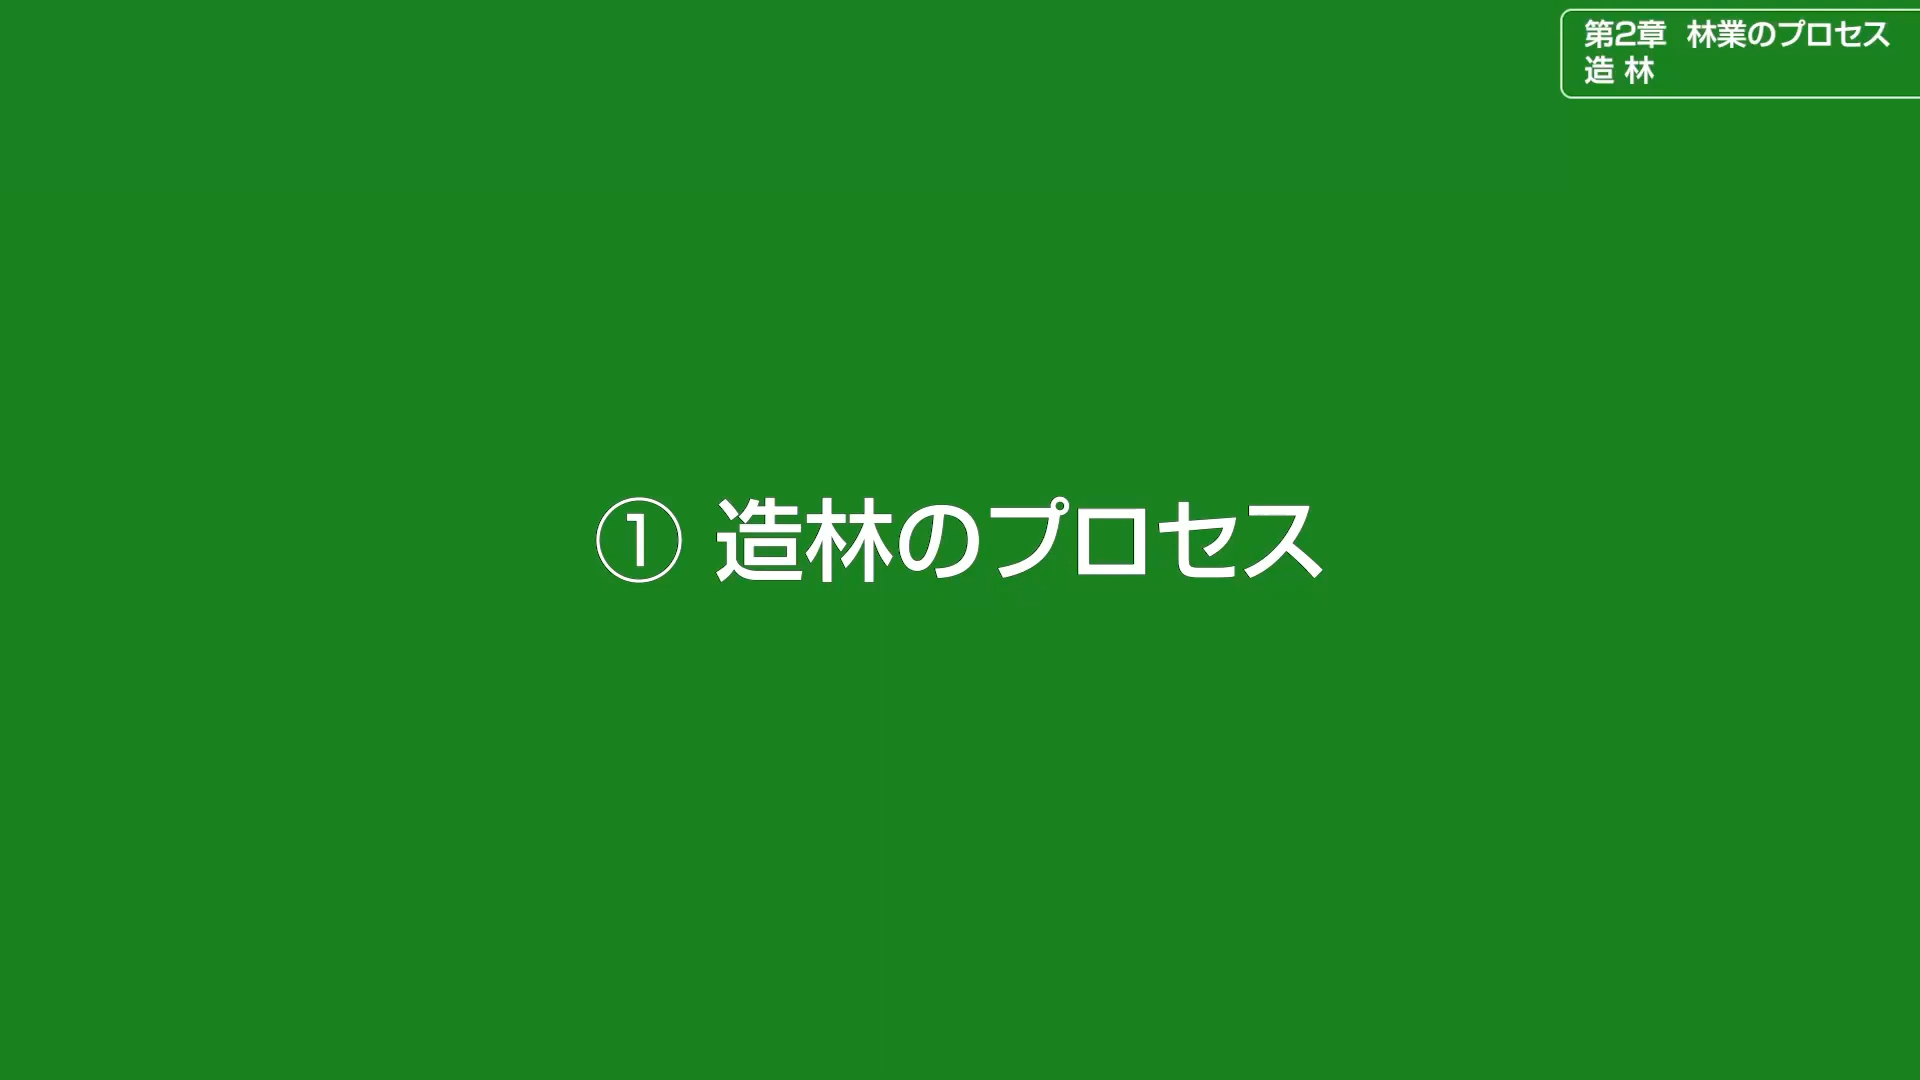 第2章 林業のプロセス
造 林
① 造林のプロセス